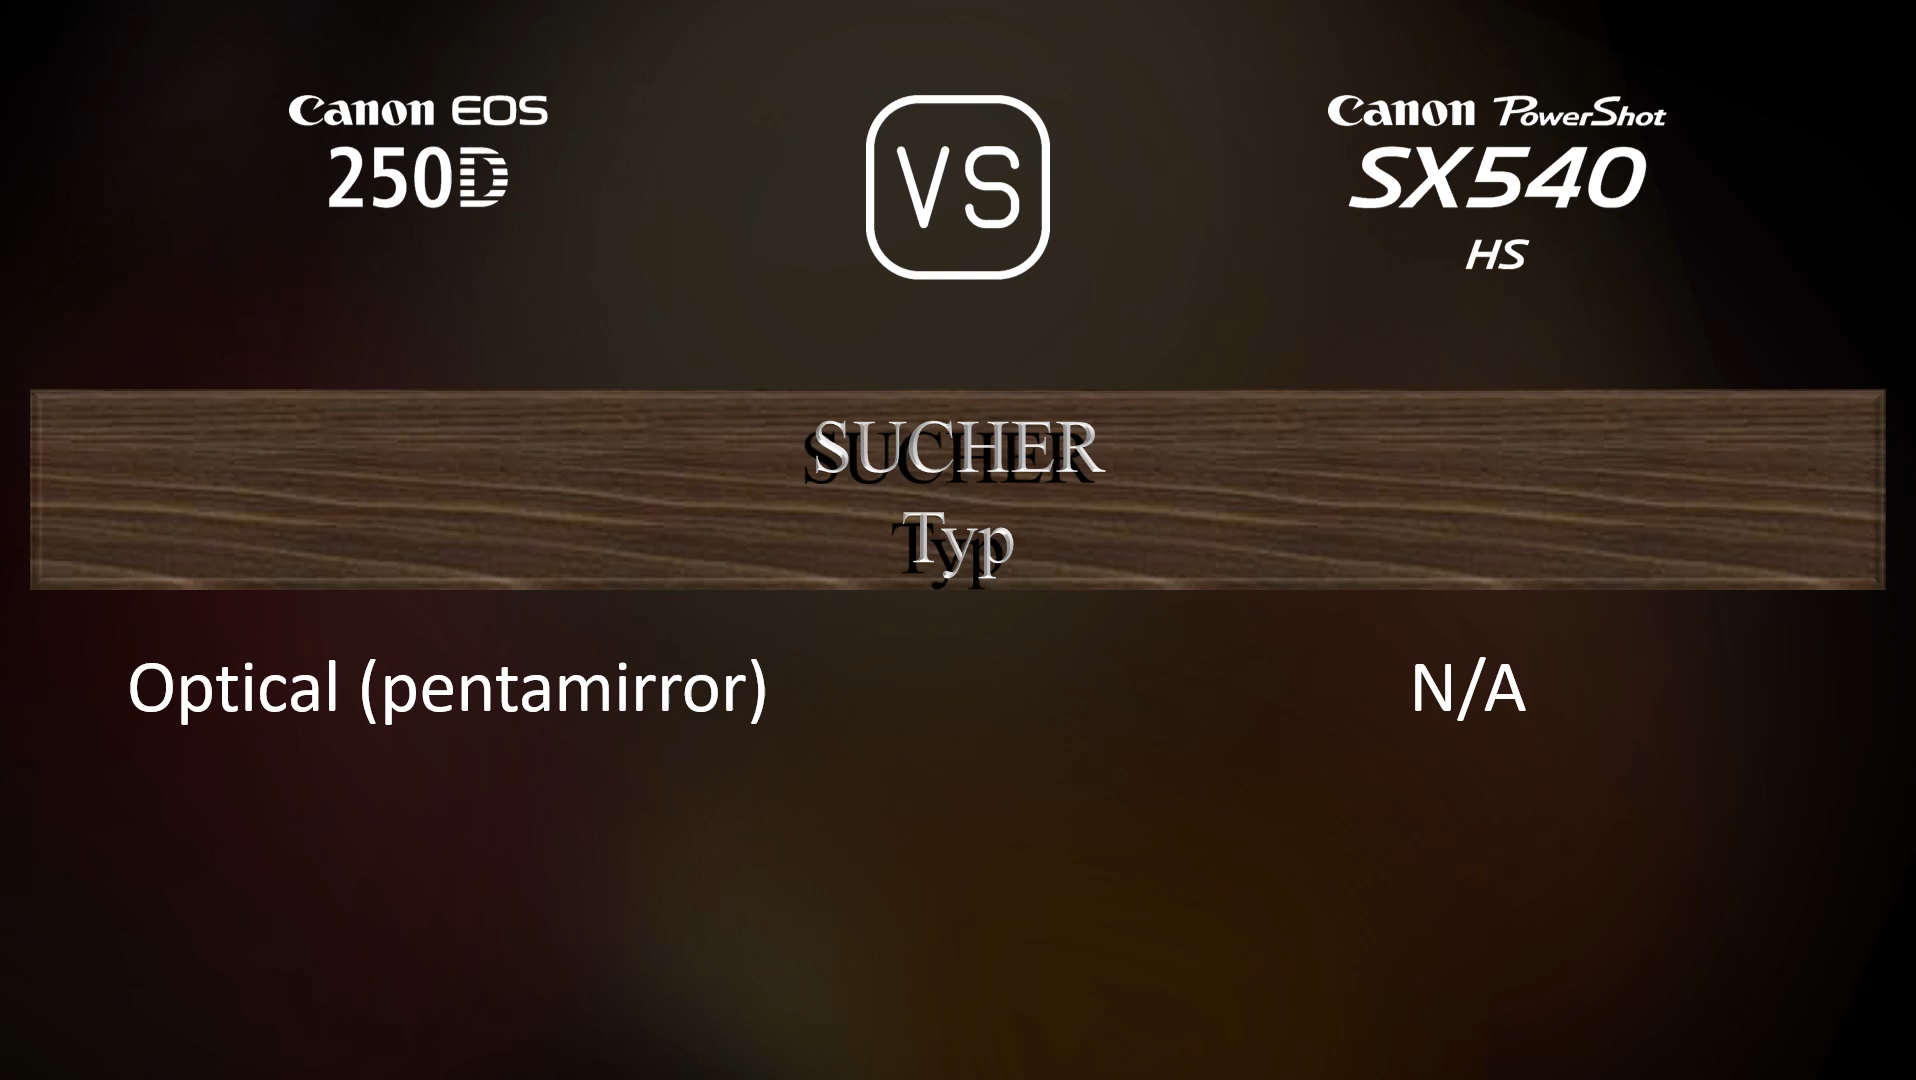 Canon EOS
250D
VS
Canon PowerShot
SX540
HS
SUCHER
Typ
Optical (pentamirror)
N/A